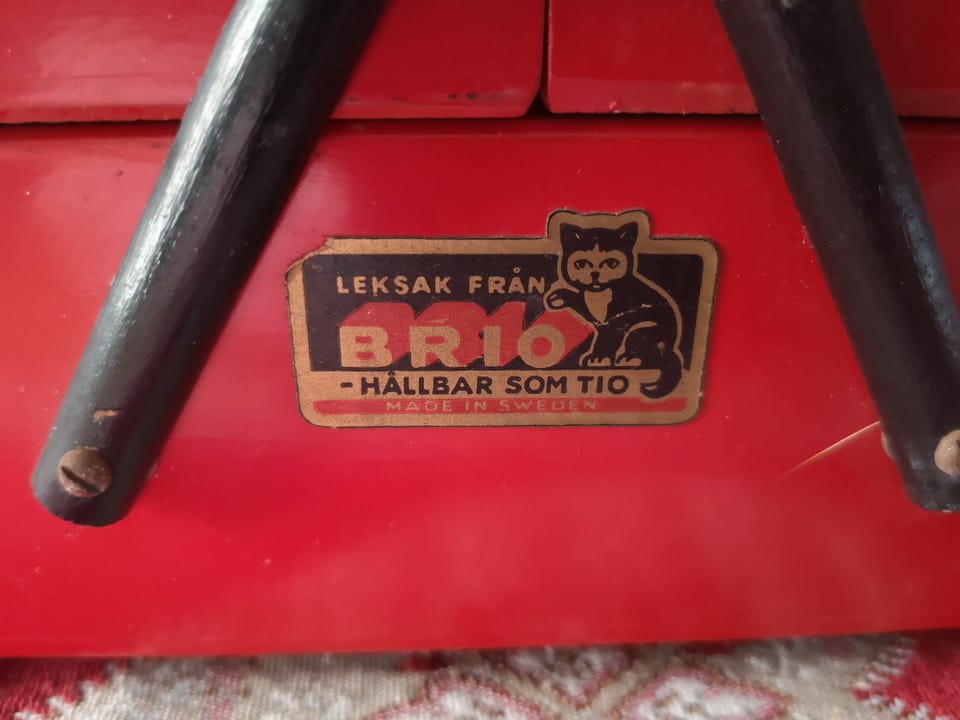 LEKSAK FRÅN
BRIO
-HÅLLBAR SOM TIO
MADE IN SWEDEN